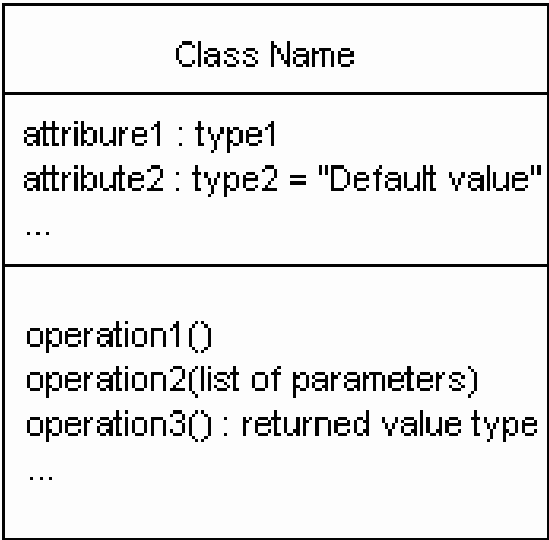 Class Name
attribure1 : type1
attribute2 : type2 = "Default value"
...
operation1()
operation2(list of parameters)
operation3() : returned value type
...